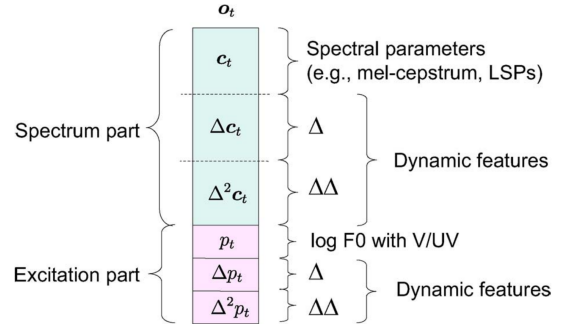 o_t
c_t
Spectral parameters
(e.g., mel-cepstrum, LSPs)
Spectrum part
Δc_t
Δ
Dynamic features
Δ²c_t
ΔΔ
p_t
log F0 with V/UV
Excitation part
Δp_t
Δ
Dynamic features
Δ²p_t
ΔΔ